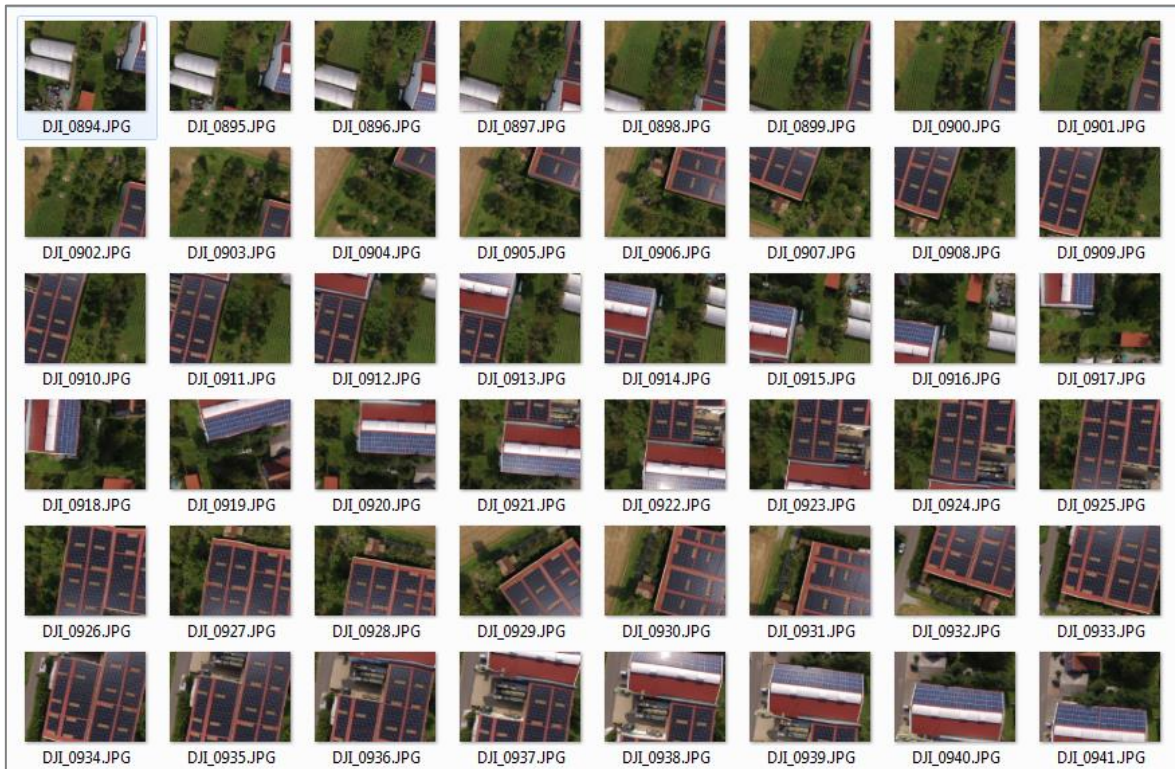 DJI_0894.JPG DJI_0895.JPG DJI_0896.JPG DJI_0897.JPG DJI_0898.JPG DJI_0899.JPG DJI_0900.JPG DJI_0901.JPG
DJI_0902.JPG DJI_0903.JPG DJI_0904.JPG DJI_0905.JPG DJI_0906.JPG DJI_0907.JPG DJI_0908.JPG DJI_0909.JPG
DJI_0910.JPG DJI_0911.JPG DJI_0912.JPG DJI_0913.JPG DJI_0914.JPG DJI_0915.JPG DJI_0916.JPG DJI_0917.JPG
DJI_0918.JPG DJI_0919.JPG DJI_0920.JPG DJI_0921.JPG DJI_0922.JPG DJI_0923.JPG DJI_0924.JPG DJI_0925.JPG
DJI_0926.JPG DJI_0927.JPG DJI_0928.JPG DJI_0929.JPG DJI_0930.JPG DJI_0931.JPG DJI_0932.JPG DJI_0933.JPG
DJI_0934.JPG DJI_0935.JPG DJI_0936.JPG DJI_0937.JPG DJI_0938.JPG DJI_0939.JPG DJI_0940.JPG DJI_0941.JPG